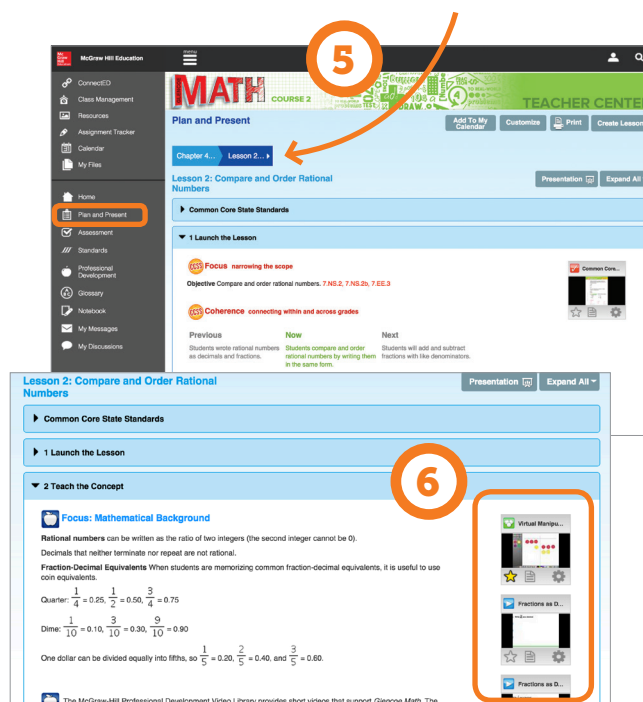 5
Mc Graw Hill Education
McGraw Hill Education
menu
ConnectED
Class Management
Resources
Assignment Tracker
Calendar
My Files
Home
Plan and Present
Assessment
Standards
Professional
Development
Glossary
Notebook
My Messages
My Discussions
MATH COURSE 2
TEACHER CENTER
Plan and Present
Add To My
Calendar
Customize
Print
Create Lesson
Chapter 4...
Lesson 2...
Lesson 2: Compare and Order Rational
Numbers
Presentation
Expand All
Common Core State Standards
1 Launch the Lesson
CCSS Focus narrowing the scope
Objective Compare and order rational numbers. 7.NS.2, 7.NS.2b, 7.EE.3
CCSS Coherence connecting within and across grades
Common Core...
Previous
Students wrote rational numbers
as decimals and fractions.
Now
Students compare and order
rational numbers by writing them
in the same form.
Next
Students will add and subtract
fractions with like denominators.
Lesson 2: Compare and Order Rational
Numbers
Presentation
Expand All
Common Core State Standards
1 Launch the Lesson
6
2 Teach the Concept
Focus: Mathematical Background
Rational numbers can be written as the ratio of two integers (the second integer cannot be 0).
Decimals that neither terminate nor repeat are not rational.
Fraction-Decimal Equivalents When students are memorizing common fraction-decimal equivalents, it is useful to use
coin equivalents.
Quarter: 1/4 = 0.25, 1/2 = 0.50, 3/4 = 0.75
Dime: 1/10 = 0.10, 3/10 = 0.30, 9/10 = 0.90
One dollar can be divided equally into fifths, so 1/5 = 0.20, 2/5 = 0.40, and 3/5 = 0.60.
The McGraw-Hill Professional Development Video Library provides short videos that support Glencoe Math. The
Virtual Manipu...
Fractions as D...
Fractions as D...